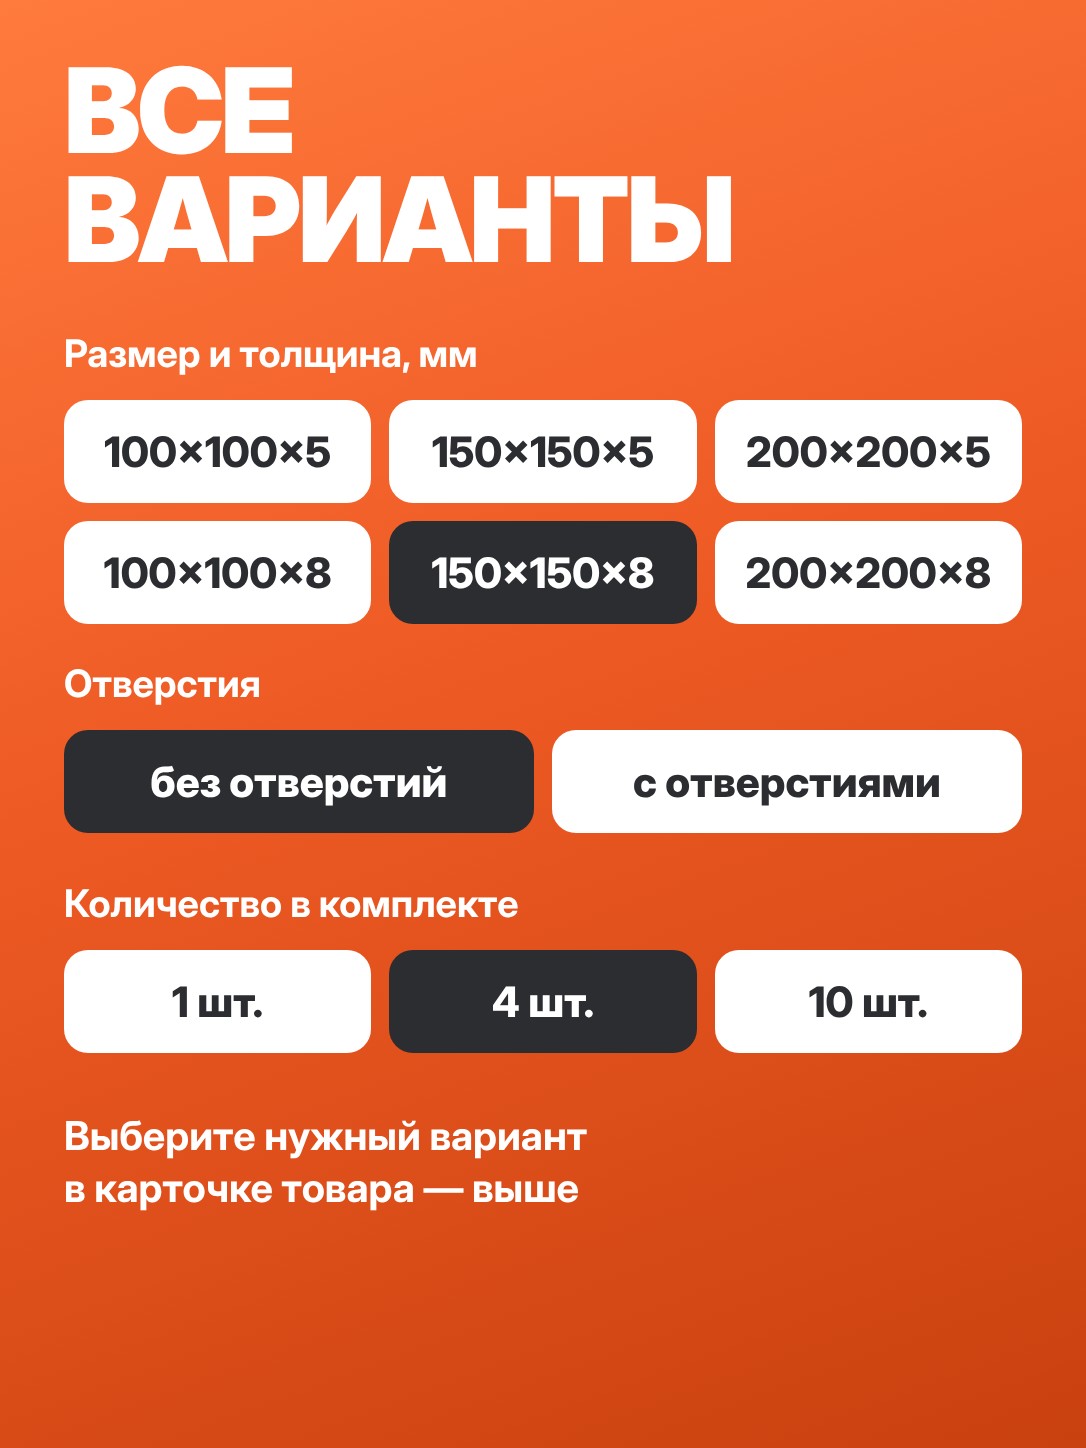 ВСЕ
ВАРИАНТЫ
Размер и толщина, мм
100×100×5 150×150×5 200×200×5
100×100×8 150×150×8 200×200×8
Отверстия
без отверстий с отверстиями
Количество в комплекте
1 шт. 4 шт. 10 шт.
Выберите нужный вариант
в карточке товара — выше